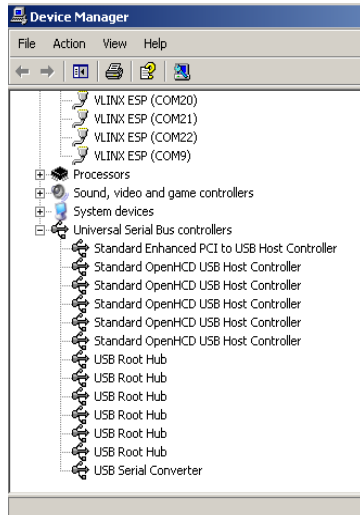 Device Manager
File Action View Help
VLINX ESP (COM20)
VLINX ESP (COM21)
VLINX ESP (COM22)
VLINX ESP (COM9)
Processors
Sound, video and game controllers
System devices
Universal Serial Bus controllers
Standard Enhanced PCI to USB Host Controller
Standard OpenHCD USB Host Controller
Standard OpenHCD USB Host Controller
Standard OpenHCD USB Host Controller
Standard OpenHCD USB Host Controller
Standard OpenHCD USB Host Controller
USB Root Hub
USB Root Hub
USB Root Hub
USB Root Hub
USB Root Hub
USB Root Hub
USB Serial Converter